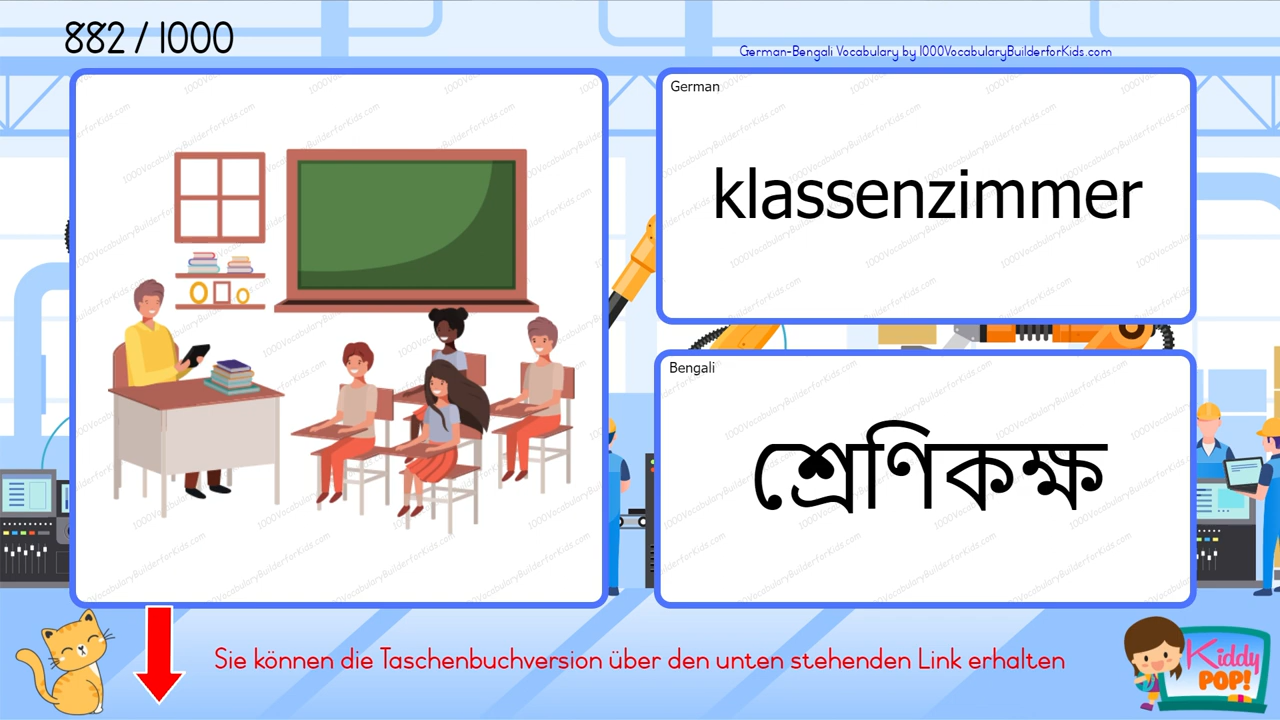 882 / 1000
German-Bengali Vocabulary by 1000VocabularyBuilderforKids.com
German
klassenzimmer
Bengali
শ্রেণিকক্ষ
Sie können die Taschenbuchversion über den unten stehenden Link erhalten
Kiddy
POP!